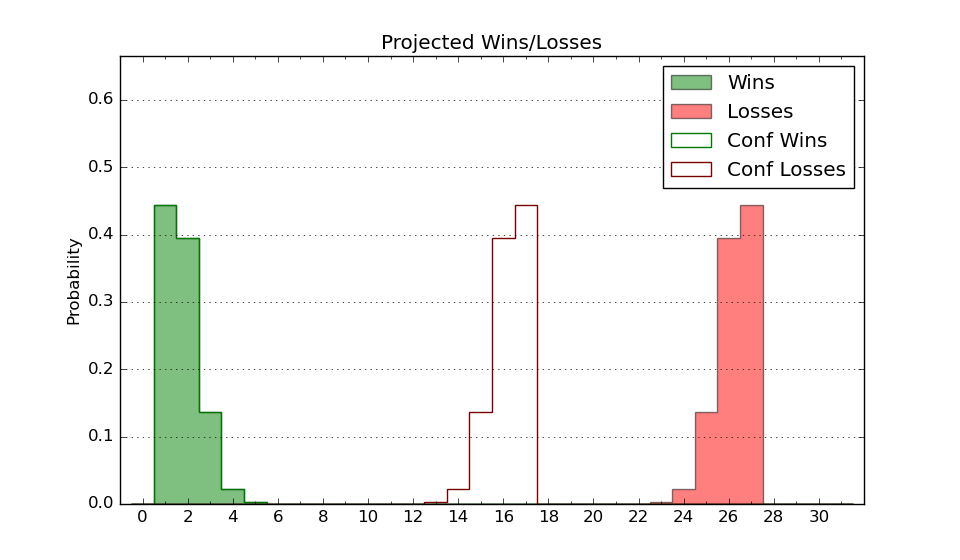 Projected Wins/Losses
Wins
Losses
Conf Wins
Conf Losses
Probability
0.6
0.5
0.4
0.3
0.2
0.1
0.0
0 2 4 6 8 10 12 14 16 18 20 22 24 26 28 30